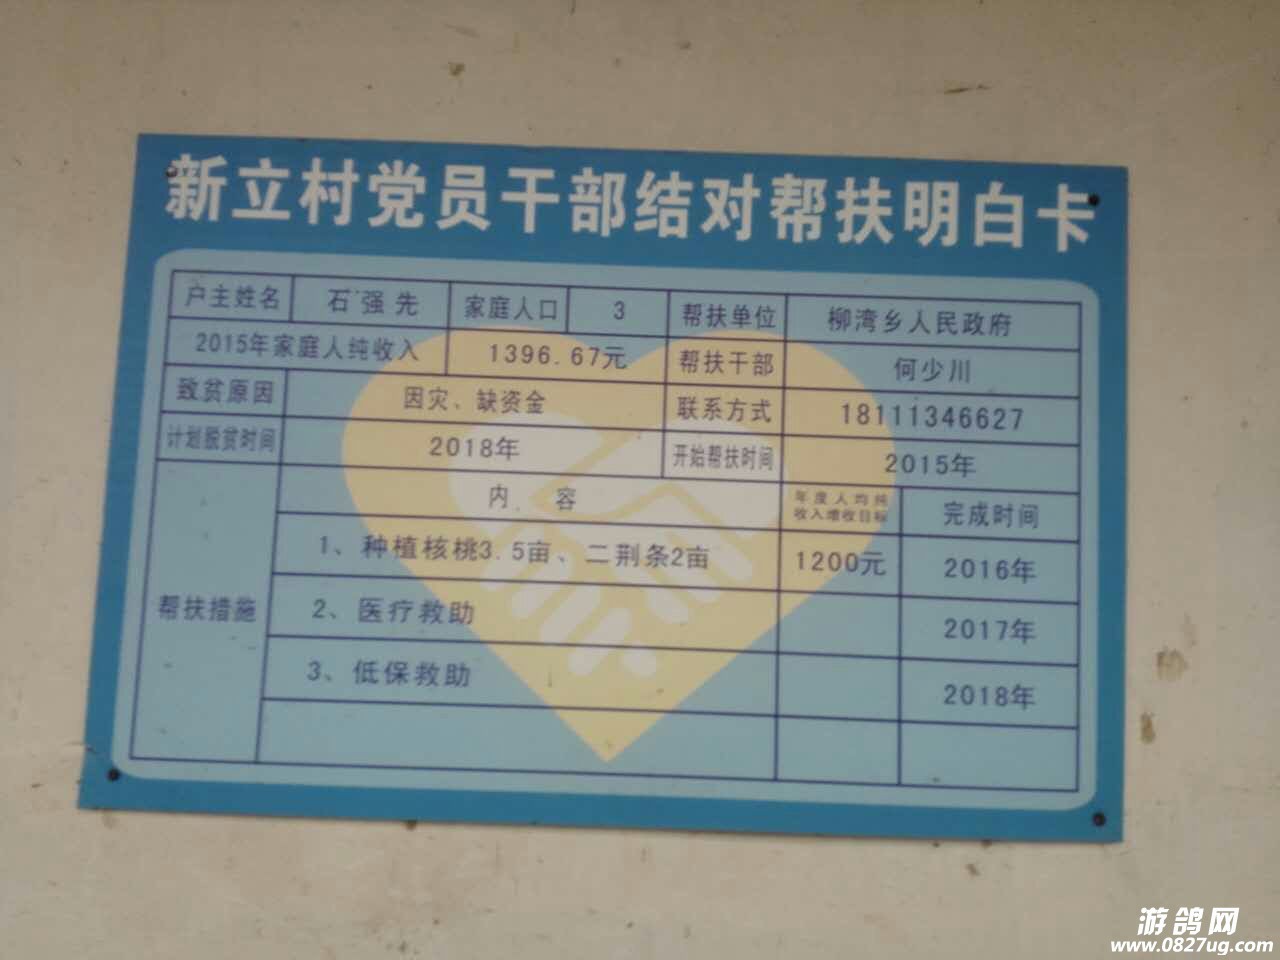 新立村党员干部结对帮扶明白卡
户主姓名 石强先 家庭人口 3 帮扶单位 柳湾乡人民政府
2015年家庭人纯收入 1396.67元 帮扶干部 何少川
致贫原因 因灾、缺资金 联系方式 18111346627
计划脱贫时间 2018年 开始帮扶时间 2015年
帮扶措施 内容 年度人均纯收入增收目标 完成时间
1、种植核桃3.5亩、二荆条2亩 1200元 2016年
2、医疗救助 2017年
3、低保救助 2018年
游鸽网
www.0827ug.com